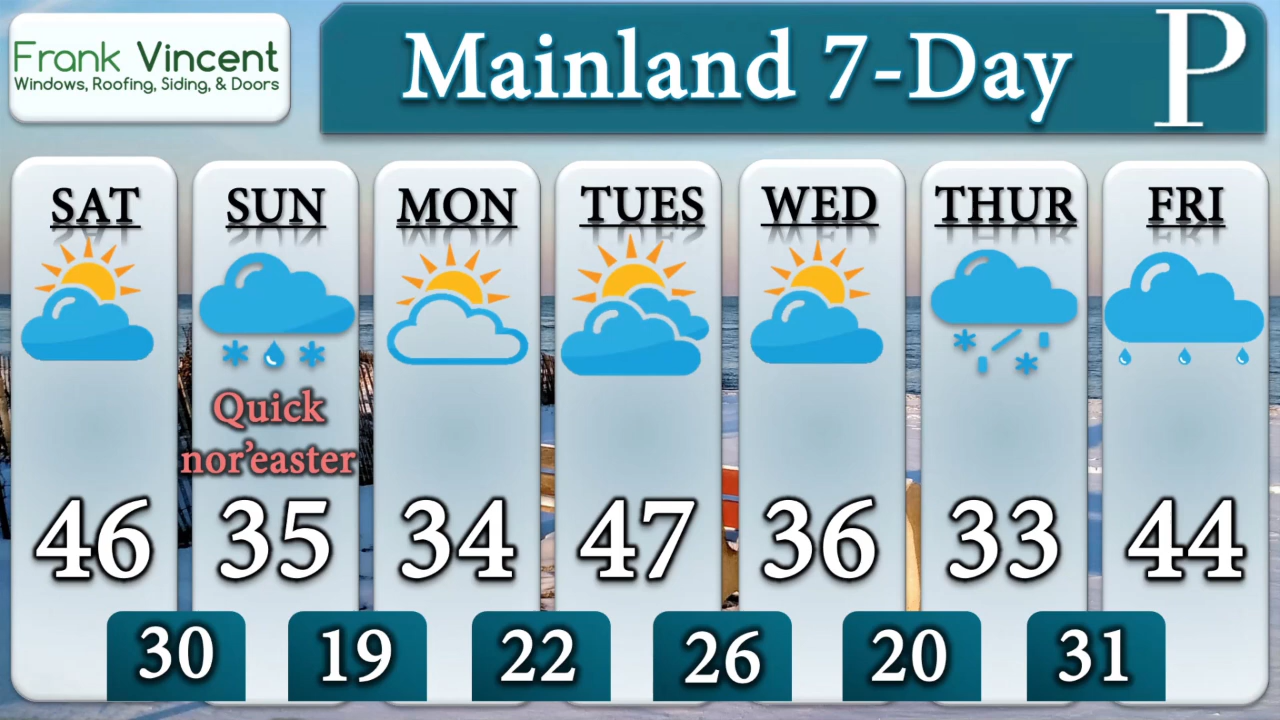 Frank Vincent
Windows, Roofing, Siding, & Doors
Mainland 7-Day
P
SAT
SUN
MON
TUES
WED
THUR
FRI
Quick
nor'easter
46
35
34
47
36
33
44
30
19
22
26
20
31